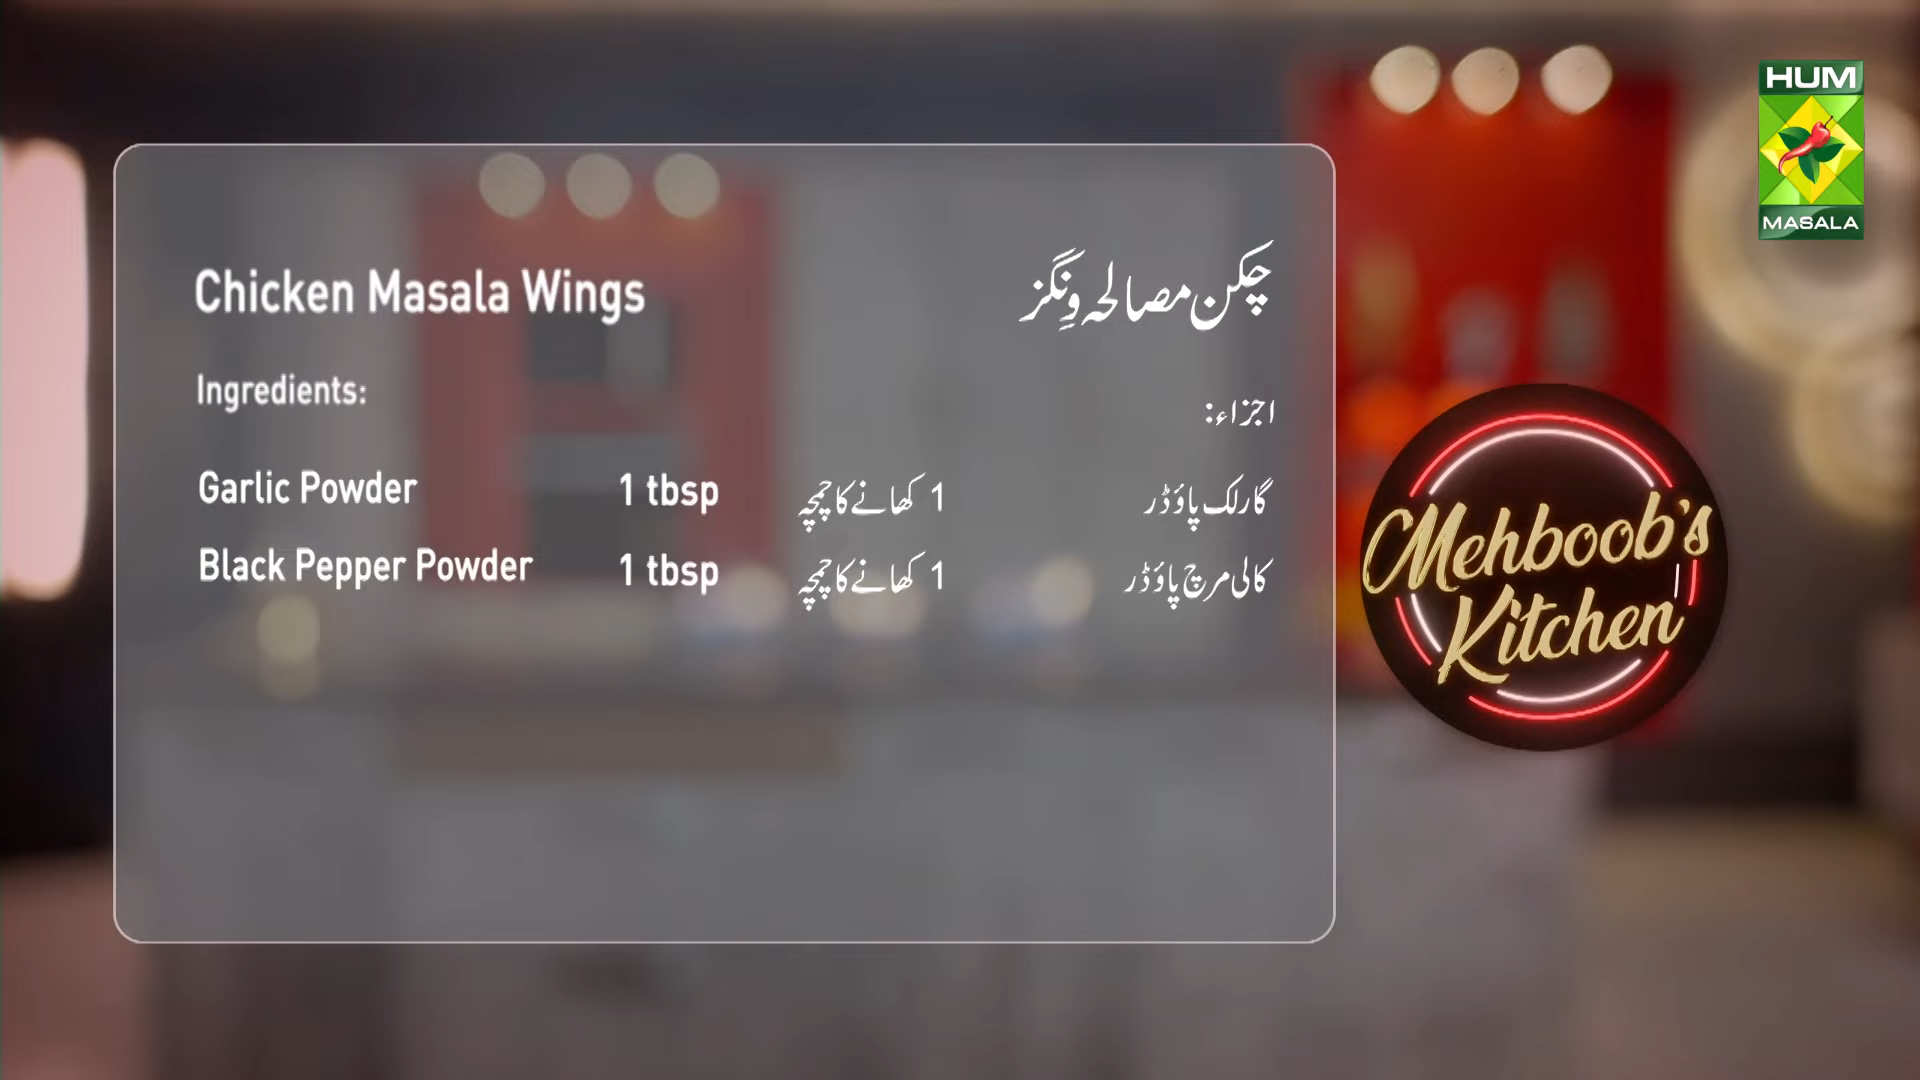 HUM
MASALA
Chicken Masala Wings
چکن مصالحہ وِنگز
Ingredients:
اجزاء:
Garlic Powder 1 tbsp 1 کھانے کا چمچہ گارلک پاؤڈر
Black Pepper Powder 1 tbsp 1 کھانے کا چمچہ کالی مرچ پاؤڈر
Mehboob's
Kitchen